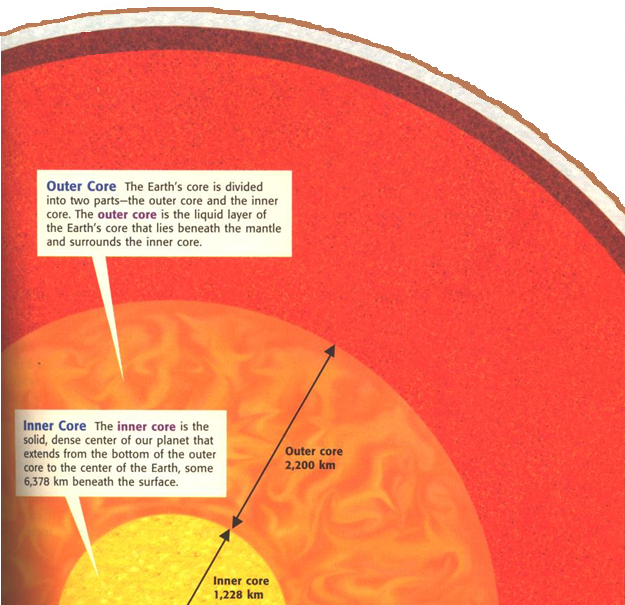 Outer Core The Earth's core is divided
into two parts—the outer core and the inner
core. The outer core is the liquid layer of
the Earth's core that lies beneath the mantle
and surrounds the inner core.
Inner Core The inner core is the
solid, dense center of our planet that
extends from the bottom of the outer
core to the center of the Earth, some
6,378 km beneath the surface.
Outer core
2,200 km
Inner core
1,228 km